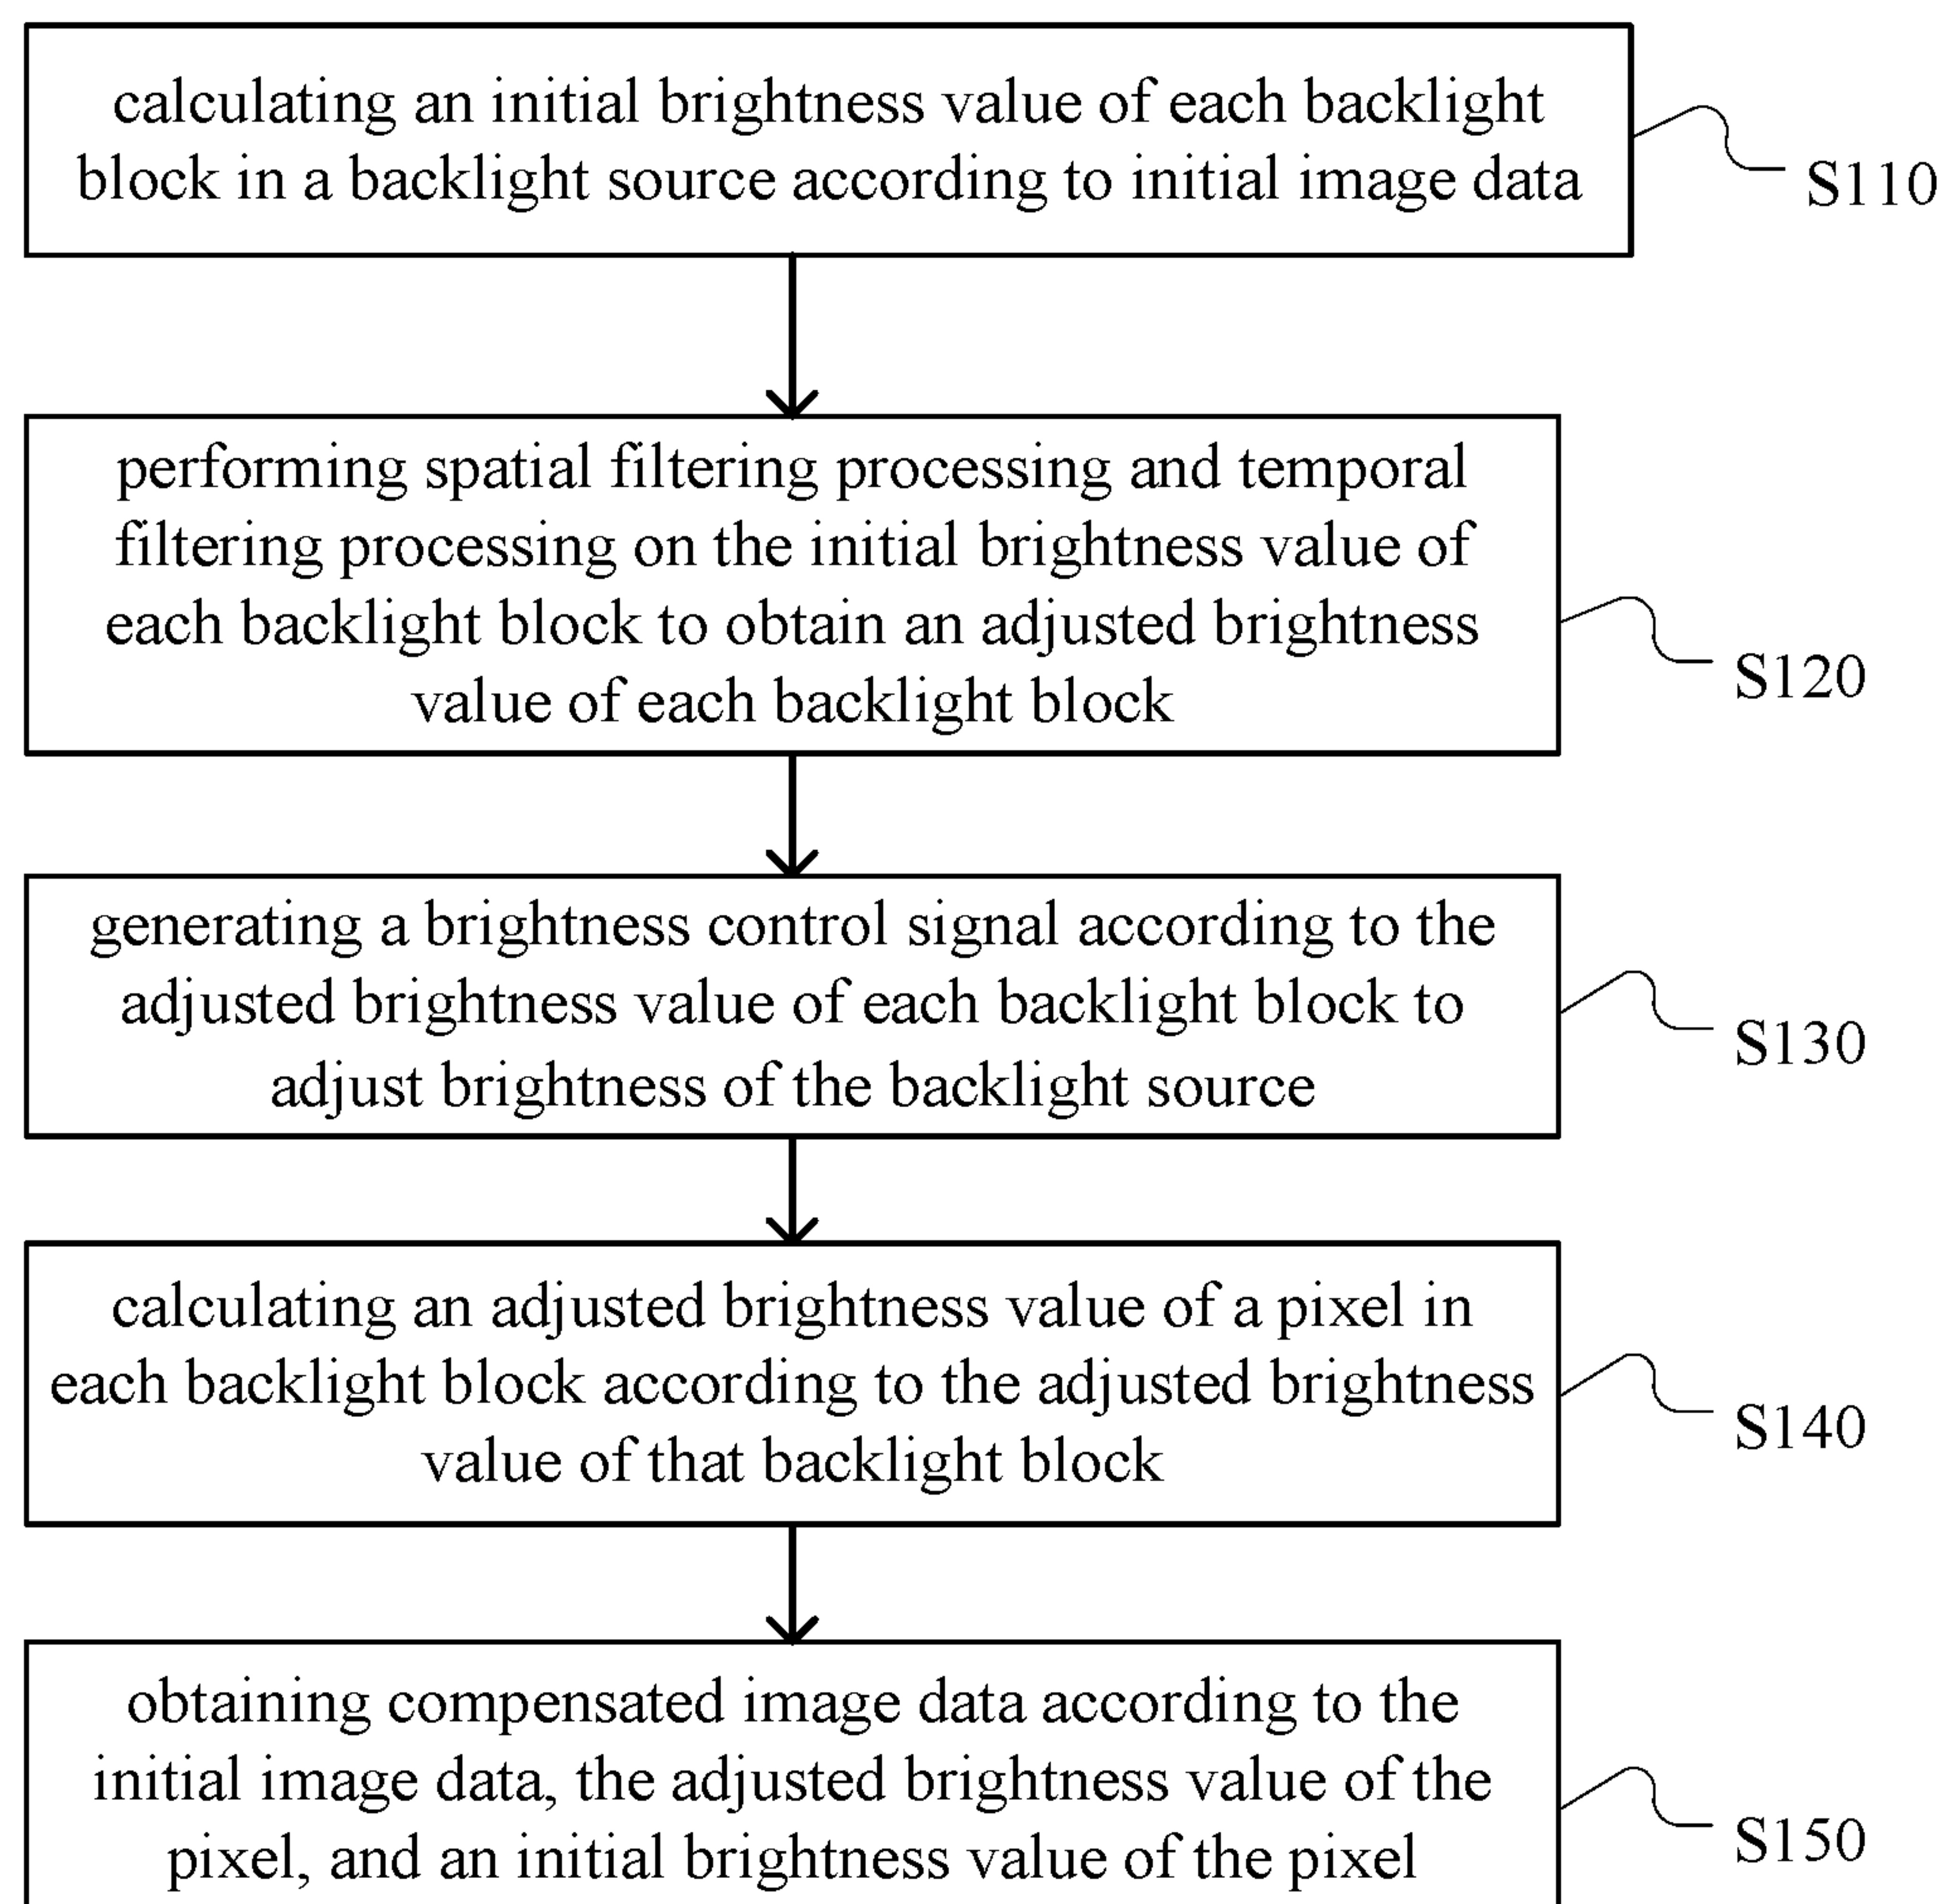 calculating an initial brightness value of each backlight
block in a backlight source according to initial image data
S110
performing spatial filtering processing and temporal
filtering processing on the initial brightness value of
each backlight block to obtain an adjusted brightness
value of each backlight block
S120
generating a brightness control signal according to the
adjusted brightness value of each backlight block to
adjust brightness of the backlight source
S130
calculating an adjusted brightness value of a pixel in
each backlight block according to the adjusted brightness
value of that backlight block
S140
obtaining compensated image data according to the
initial image data, the adjusted brightness value of the
pixel, and an initial brightness value of the pixel
S150